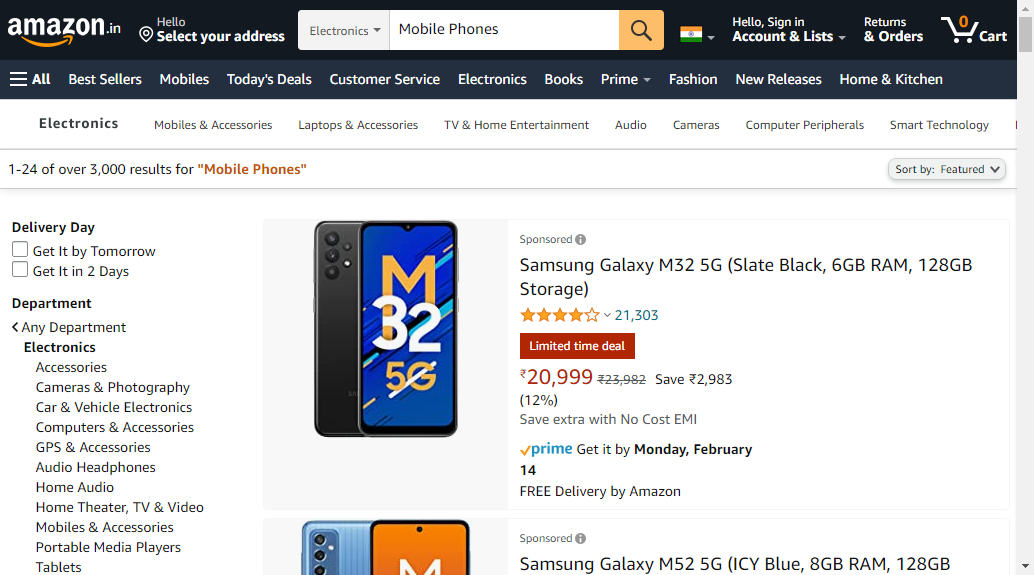 amazon.in
Hello
Select your address
Electronics
Mobile Phones
Hello, Sign in
Account & Lists
Returns
& Orders
0
Cart
All
Best Sellers
Mobiles
Today's Deals
Customer Service
Electronics
Books
Prime
Fashion
New Releases
Home & Kitchen
Electronics
Mobiles & Accessories
Laptops & Accessories
TV & Home Entertainment
Audio
Cameras
Computer Peripherals
Smart Technology
1-24 of over 3,000 results for "Mobile Phones"
Sort by: Featured
Delivery Day
Get It by Tomorrow
Get It in 2 Days
Department
Any Department
Electronics
Accessories
Cameras & Photography
Car & Vehicle Electronics
Computers & Accessories
GPS & Accessories
Audio Headphones
Home Audio
Home Theater, TV & Video
Mobiles & Accessories
Portable Media Players
Tablets
M
32
5G
Sponsored
Samsung Galaxy M32 5G (Slate Black, 6GB RAM, 128GB
Storage)
21,303
Limited time deal
₹20,999 ₹23,982 Save ₹2,983
(12%)
Save extra with No Cost EMI
prime Get it by Monday, February
14
FREE Delivery by Amazon
M
Sponsored
Samsung Galaxy M52 5G (ICY Blue, 8GB RAM, 128GB